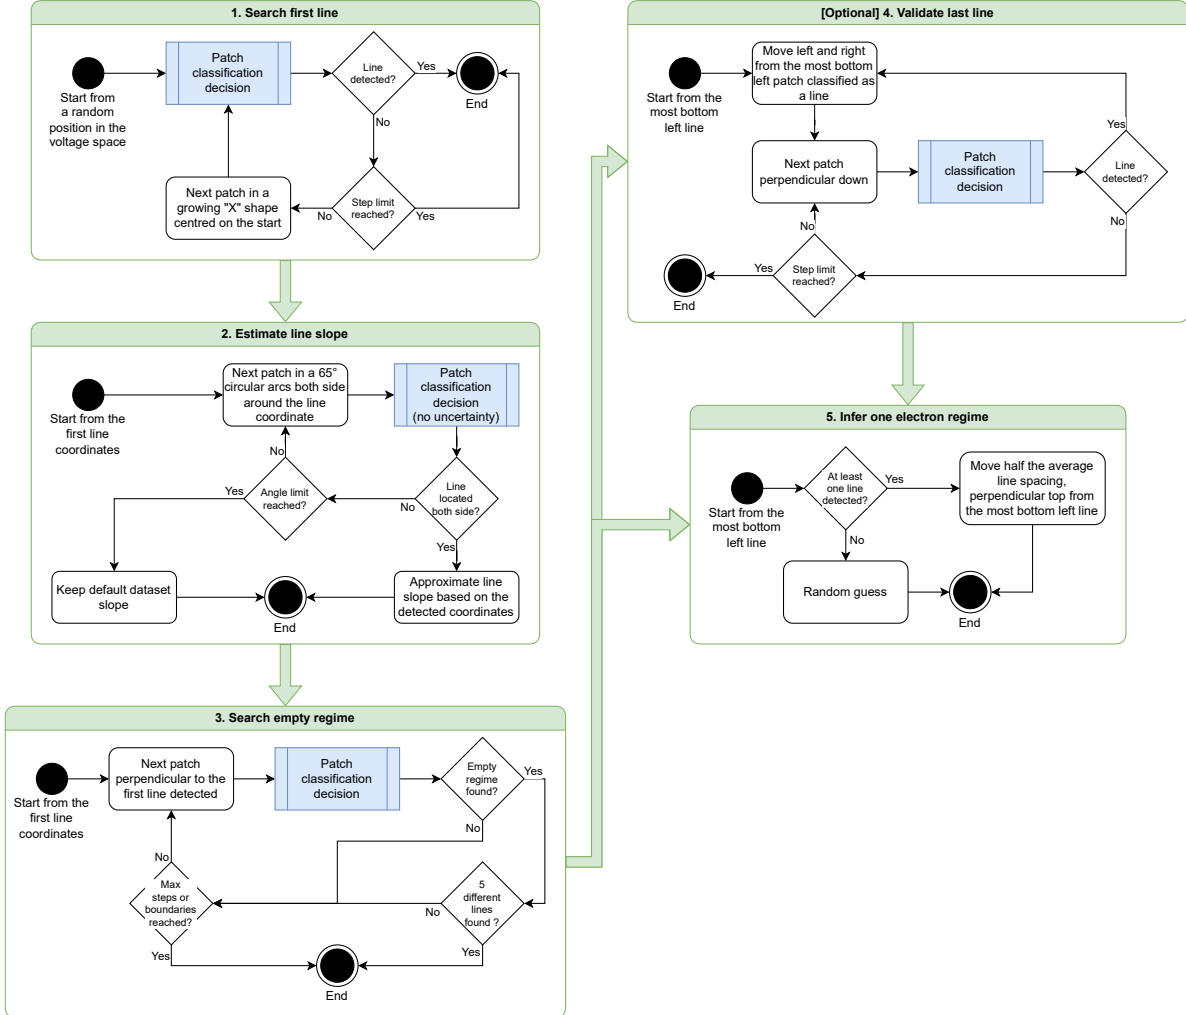 1. Search first line
Start from
a random
position in the
voltage space
Patch
classification
decision
Line
detected?
Yes
End
No
Next patch in a
growing "X" shape
centred on the start
No
Step limit
reached?
Yes
2. Estimate line slope
Start from the
first line
coordinates
Next patch in a 65°
circular arcs both side
around the line
coordinate
Patch
classification
decision
(no uncertainty)
No
Yes
Angle limit
reached?
No
Line
located
both side?
Yes
Keep default dataset
slope
End
Approximate line
slope based on the
detected coordinates
3. Search empty regime
Start from the
first line
coordinates
Next patch
perpendicular to the
first line detected
Patch
classification
decision
Empty
regime
found?
Yes
No
No
Max
steps or
boundaries
reached?
No
5
different
lines
found ?
Yes
Yes
End
[Optional] 4. Validate last line
Start from the
most bottom
left line
Move left and right
from the most bottom
left patch classified as
a line
Next patch
perpendicular down
Patch
classification
decision
Yes
Line
detected?
No
No
Yes
Step limit
reached?
End
5. Infer one electron regime
Start from the
most bottom
left line
At least
one line
detected?
Yes
Move half the average
line spacing,
perpendicular top from
the most bottom left line
No
Random guess
End